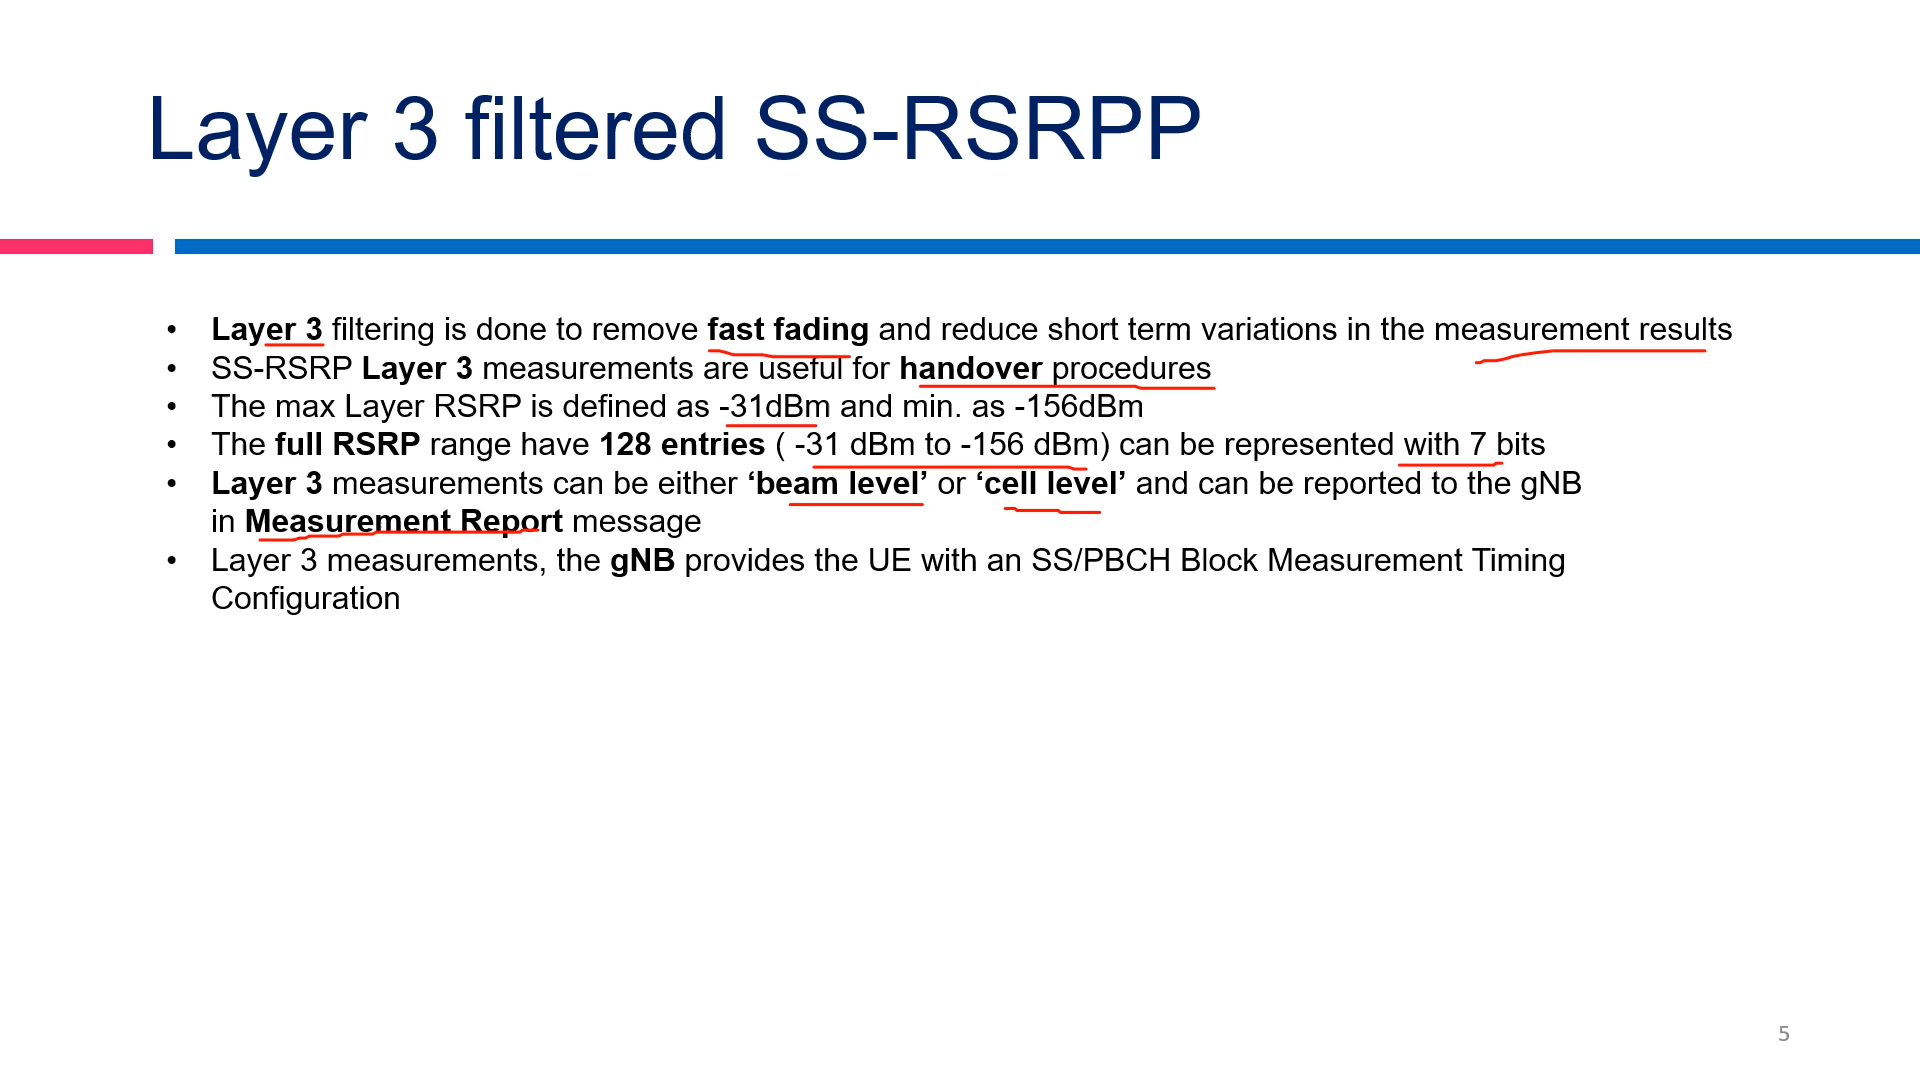 Layer 3 filtered SS-RSRPP
• Layer 3 filtering is done to remove fast fading and reduce short term variations in the measurement results
• SS-RSRP Layer 3 measurements are useful for handover procedures
• The max Layer RSRP is defined as -31dBm and min. as -156dBm
• The full RSRP range have 128 entries ( -31 dBm to -156 dBm) can be represented with 7 bits
• Layer 3 measurements can be either ‘beam level’ or ‘cell level’ and can be reported to the gNB
in Measurement Report message
• Layer 3 measurements, the gNB provides the UE with an SS/PBCH Block Measurement Timing
Configuration
5